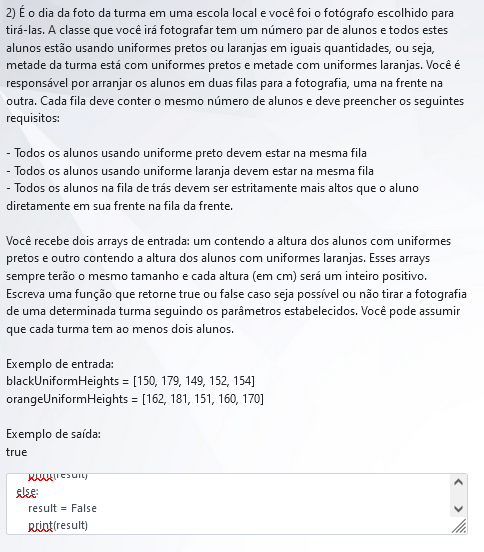 2) É o dia da foto da turma em uma escola local e você foi o fotógrafo escolhido para
tirá-las. A classe que você irá fotografar tem um número par de alunos e todos estes
alunos estão usando uniformes pretos ou laranjas em iguais quantidades, ou seja,
metade da turma está com uniformes pretos e metade com uniformes laranjas. Você é
responsável por arranjar os alunos em duas filas para a fotografia, uma na frente na
outra. Cada fila deve conter o mesmo número de alunos e deve preencher os seguintes
requisitos:
- Todos os alunos usando uniforme preto devem estar na mesma fila
- Todos os alunos usando uniforme laranja devem estar na mesma fila
- Todos os alunos na fila de trás devem ser estritamente mais altos que o aluno
diretamente em sua frente na fila da frente.
Você recebe dois arrays de entrada: um contendo a altura dos alunos com uniformes
pretos e outro contendo a altura dos alunos com uniformes laranjas. Esses arrays
sempre terão o mesmo tamanho e cada altura (em cm) será um inteiro positivo.
Escreva uma função que retorne true ou false caso seja possível ou não tirar a fotografia
de uma determinada turma seguindo os parâmetros estabelecidos. Você pode assumir
que cada turma tem ao menos dois alunos.
Exemplo de entrada:
blackUniformHeights = [150, 179, 149, 152, 154]
orangeUniformHeights = [162, 181, 151, 160, 170]
Exemplo de saída:
true
print(result)
else:
result = False
print(result)